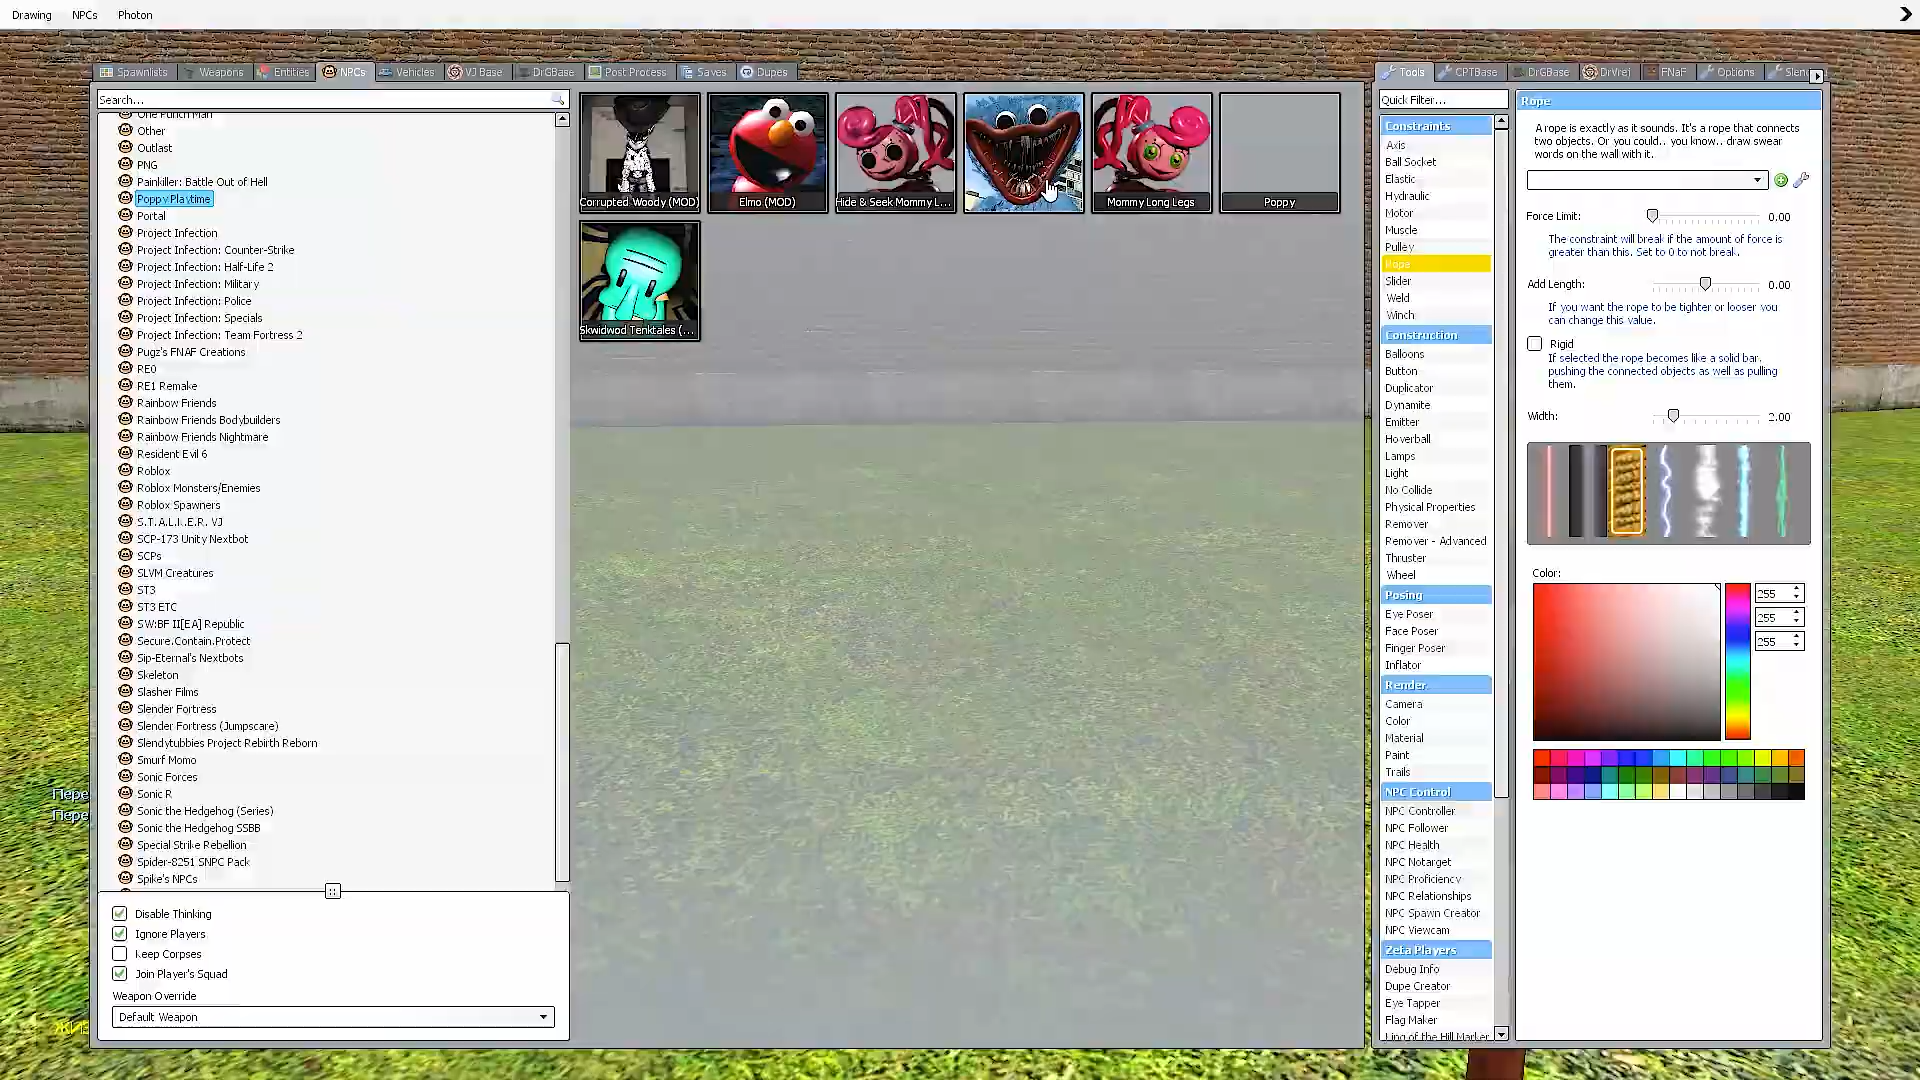 Drawing NPCs Photon
Spawnlists Weapons Entities NPCs Vehicles VJ Base DrGBase Post Process Saves Dupes
Search...
Other
Outlast
PNG
Painkiller: Battle Out of Hell
Poppy Playtime
Portal
Project Infection
Project Infection: Counter-Strike
Project Infection: Half-Life 2
Project Infection: Military
Project Infection: Police
Project Infection: Specials
Project Infection: Team Fortress 2
Pugz's FNAF Creations
RE0
RE1 Remake
Rainbow Friends
Rainbow Friends Bodybuilders
Rainbow Friends Nightmare
Resident Evil 6
Roblox
Roblox Monsters/Enemies
Roblox Spawners
S.T.A.L.K.E.R. VJ
SCP-173 Unity Nextbot
SCPs
SLVM Creatures
ST3
ST3 ETC
SW:BF II[EA] Republic
Secure.Contain.Protect
Sip-Eternal's Nextbots
Skeleton
Slasher Films
Slender Fortress
Slender Fortress (Jumpscare)
Slendytubbies Project Rebirth Reborn
Smurf Momo
Sonic Forces
Sonic R
Sonic the Hedgehog (Series)
Sonic the Hedgehog SSBB
Special Strike Rebellion
Spider-8251 SNPC Pack
Spike's NPCs
Disable Thinking
Ignore Players
Keep Corpses
Join Player's Squad
Weapon Override
Default Weapon
Corrupted Woody (MOD)
Elmo (MOD)
Hide & Seek Mommy L...
Mommy Long Legs
Poppy
Skwidwod Tenktales (...
Tools CPTBase DrGBase DrVrej FNaF Options Slen
Quick Filter...
Constraints
Axis
Ball Socket
Elastic
Hydraulic
Motor
Muscle
Pulley
Rope
Slider
Weld
Winch
Construction
Balloons
Button
Duplicator
Dynamite
Emitter
Hoverball
Lamps
Light
No Collide
Physical Properties
Remover
Remover - Advanced
Thruster
Wheel
Posing
Eye Poser
Face Poser
Finger Poser
Inflator
Render
Camera
Color
Material
Paint
Trails
NPC Control
NPC Controller
NPC Follower
NPC Health
NPC Notarget
NPC Proficiency
NPC Relationships
NPC Spawn Creator
NPC Viewcam
Zeta Players
Debug Info
Dupe Creator
Eye Tapper
Flag Maker
Rope
A rope is exactly as it sounds. It's a rope that connects
two objects. Or you could.. you know.. draw swear
words on the wall with it.
Force Limit: 0.00
The constraint will break if the amount of force is
greater than this. Set to 0 to not break.
Add Length: 0.00
If you want the rope to be tighter or looser you
can change this value.
Rigid
If selected the rope becomes like a solid bar.
pushing the connected objects as well as pulling
them.
Width: 2.00
Color:
255
255
255
Пере
Пере